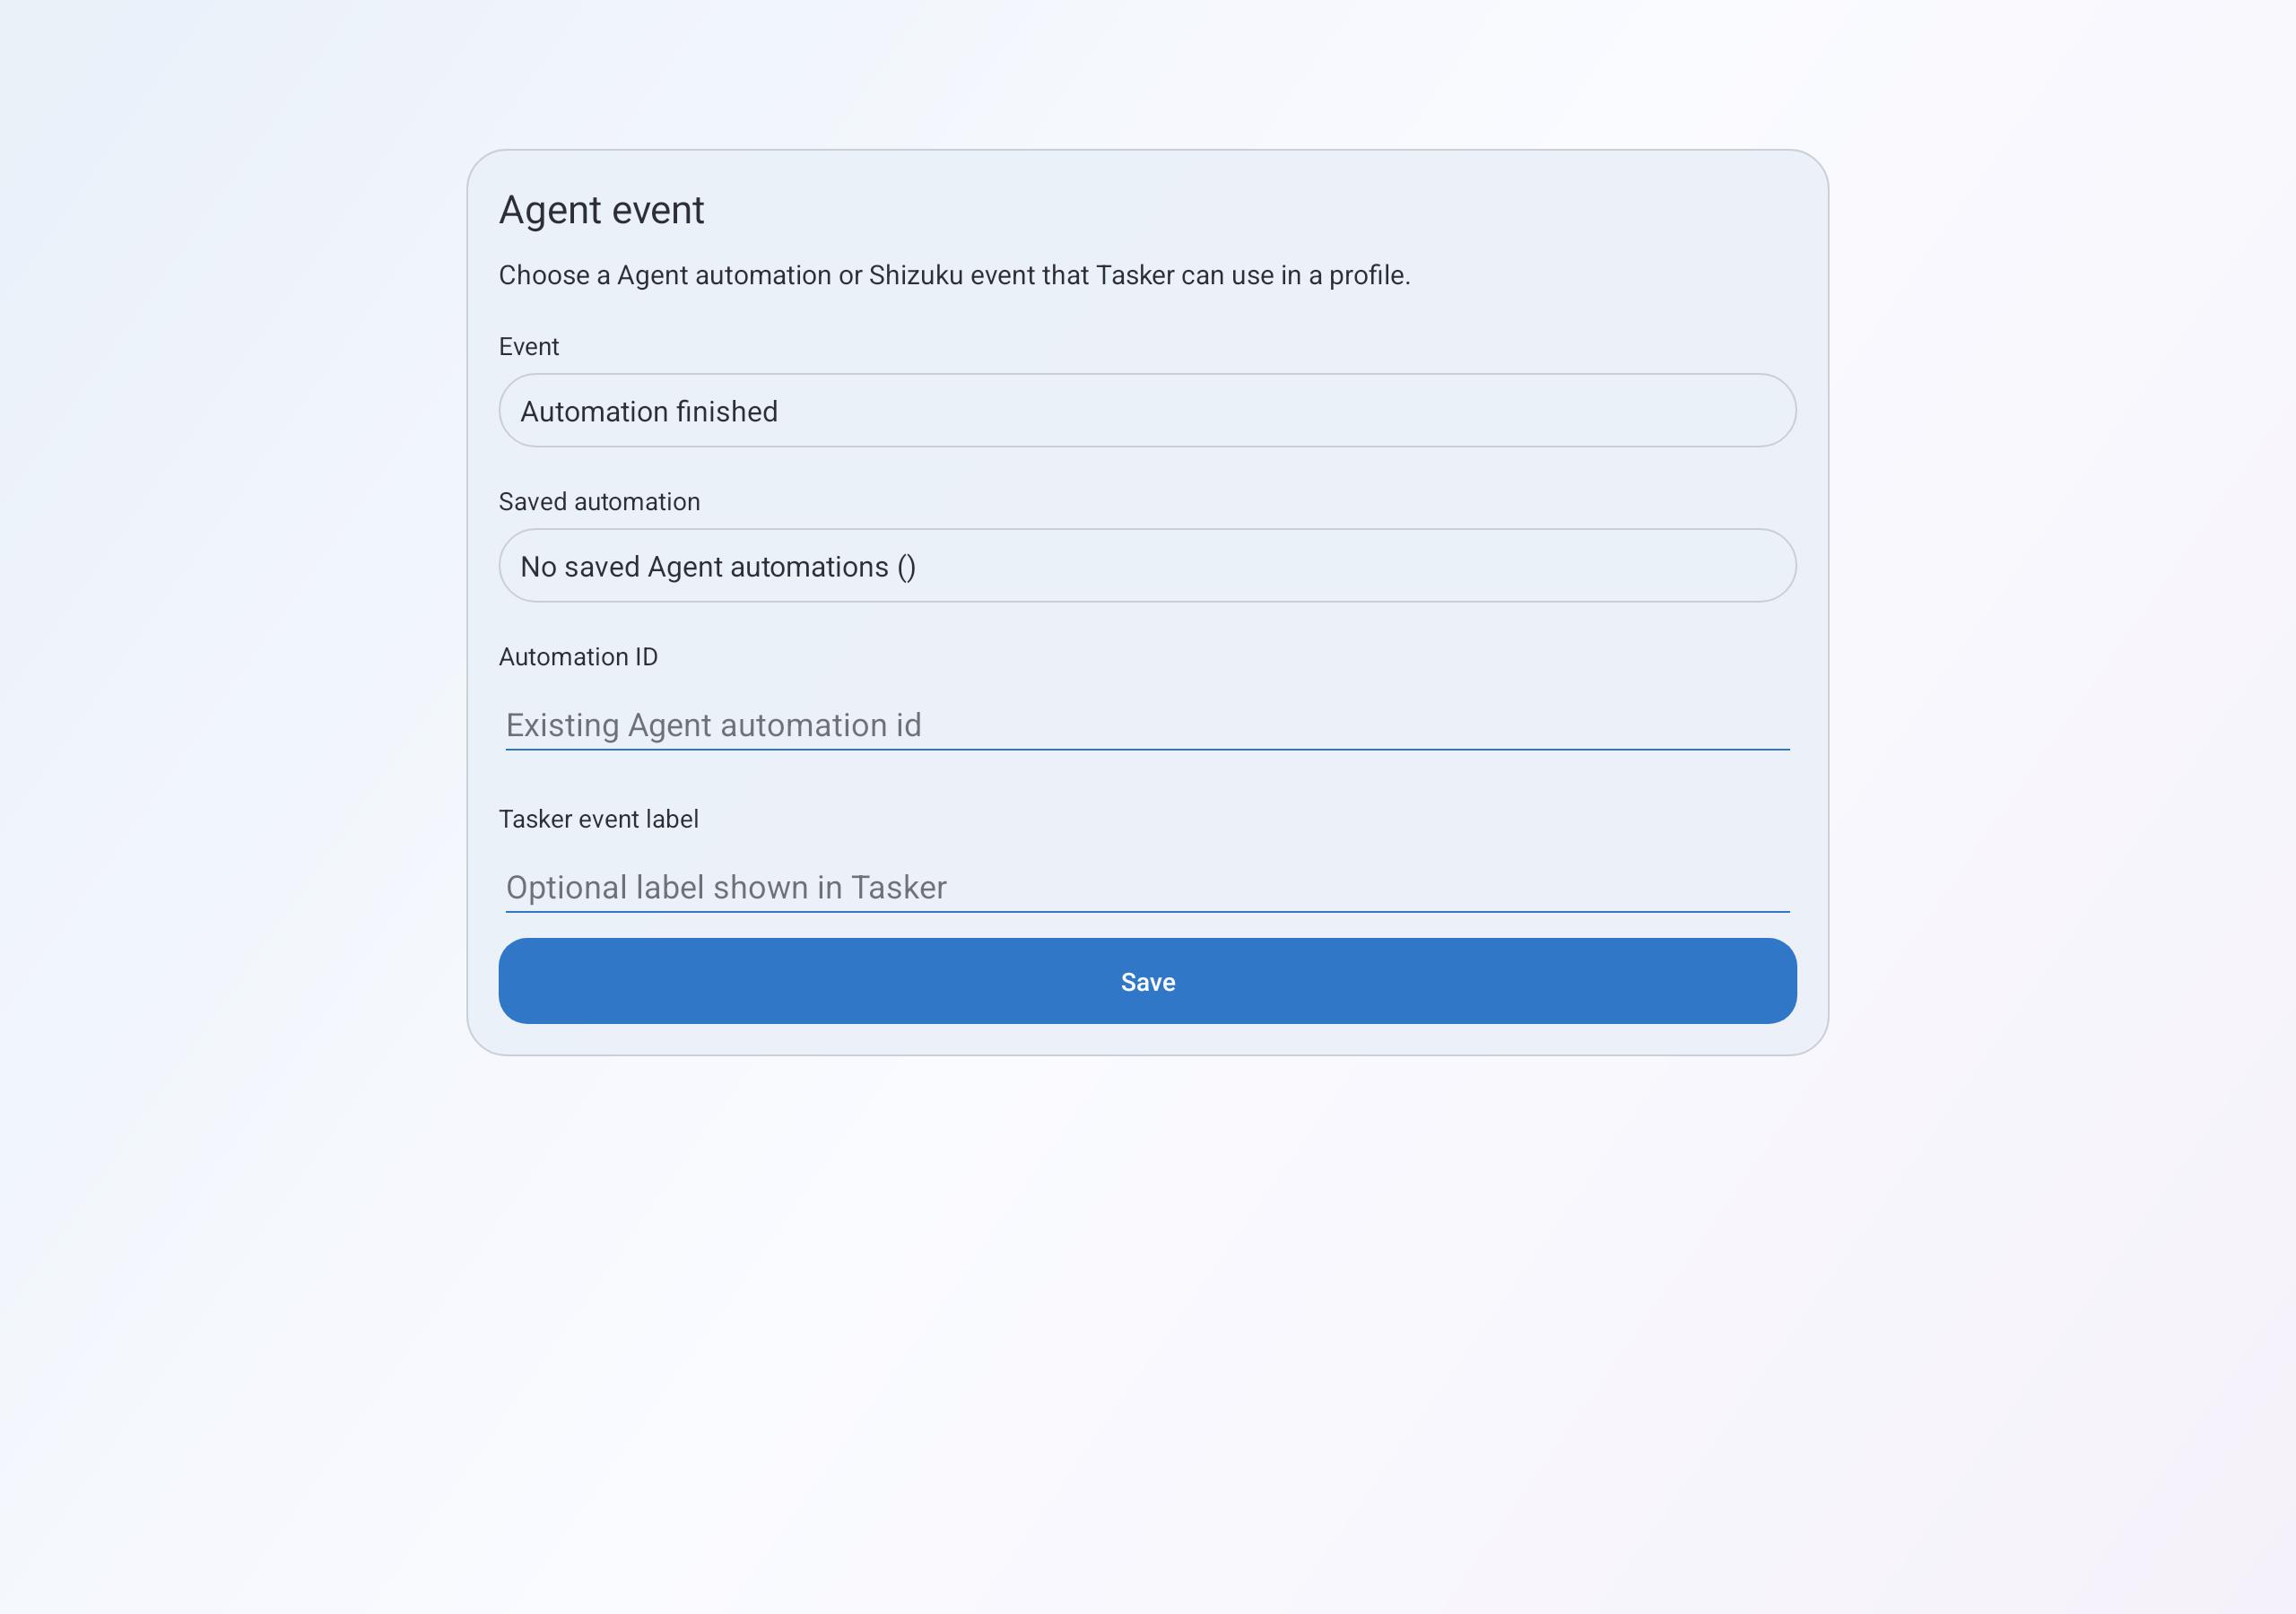 Agent event
Choose a Agent automation or Shizuku event that Tasker can use in a profile.
Event
Automation finished
Saved automation
No saved Agent automations ()
Automation ID
Existing Agent automation id
Tasker event label
Optional label shown in Tasker
Save